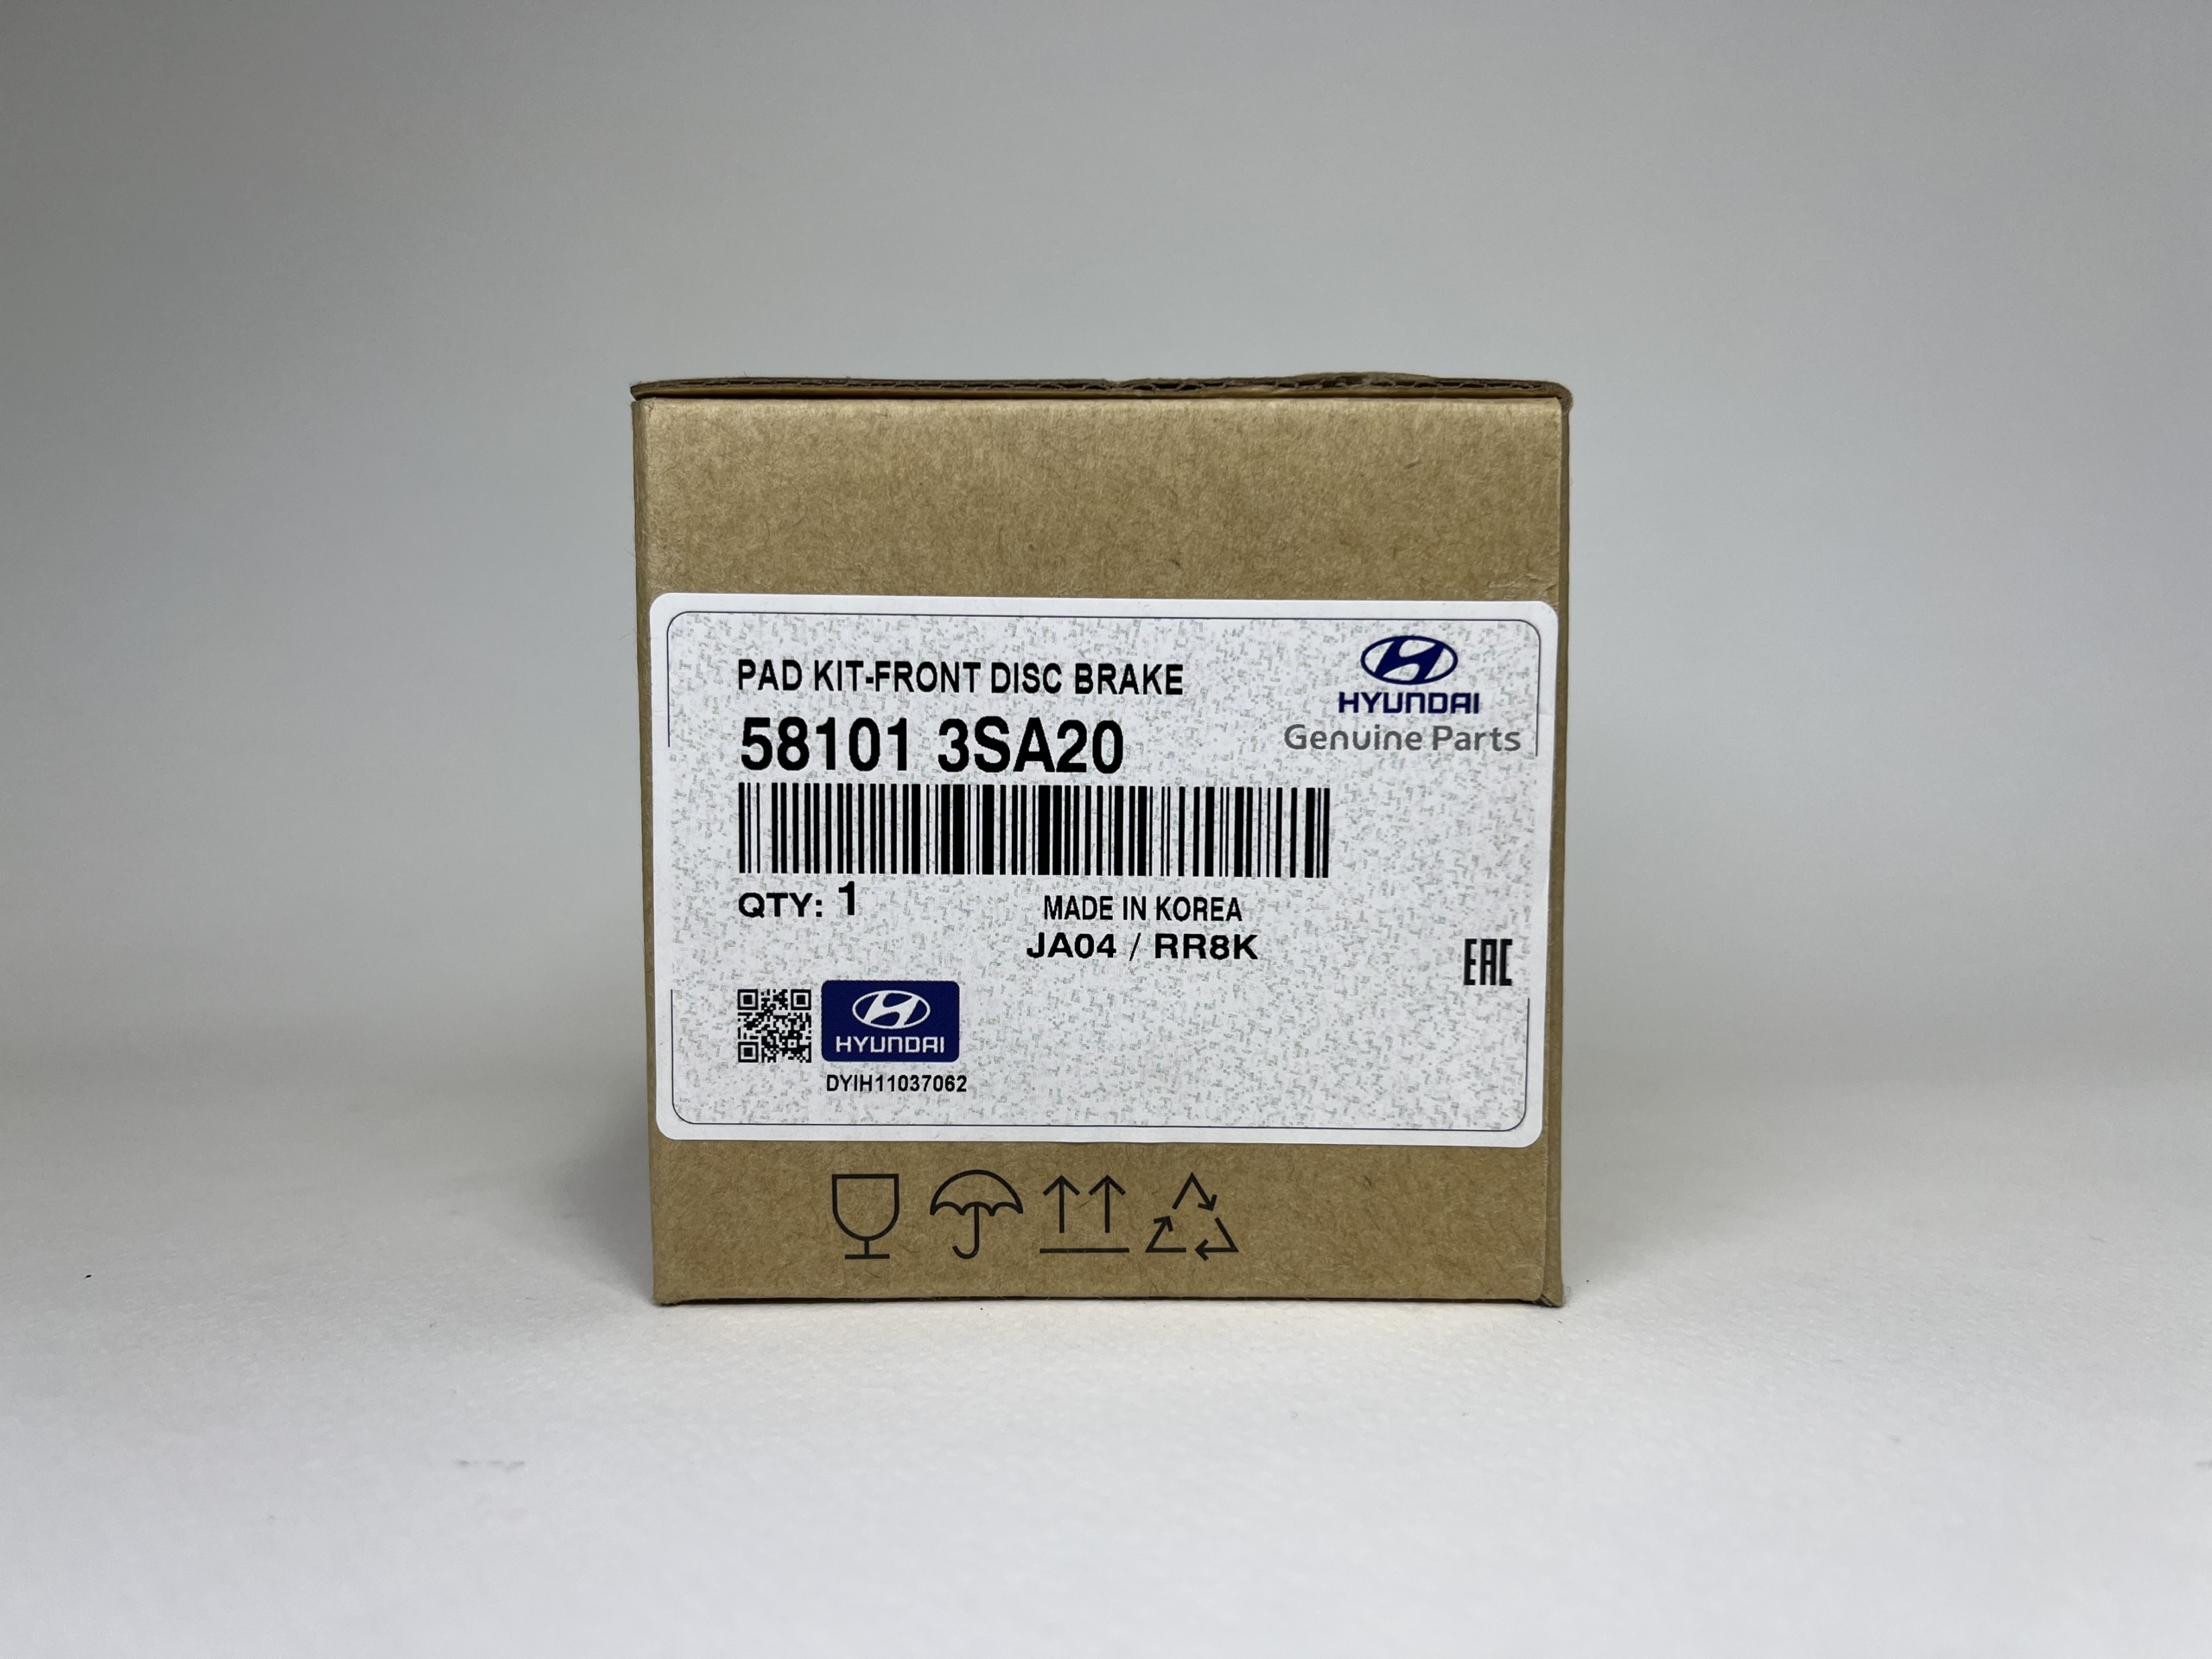 PAD KIT-FRONT DISC BRAKE
HYUNDAI
Genuine Parts
58101 3SA20
QTY: 1
MADE IN KOREA
JA04 / RR8K
EAC
HYUNDAI
DYIH11037062